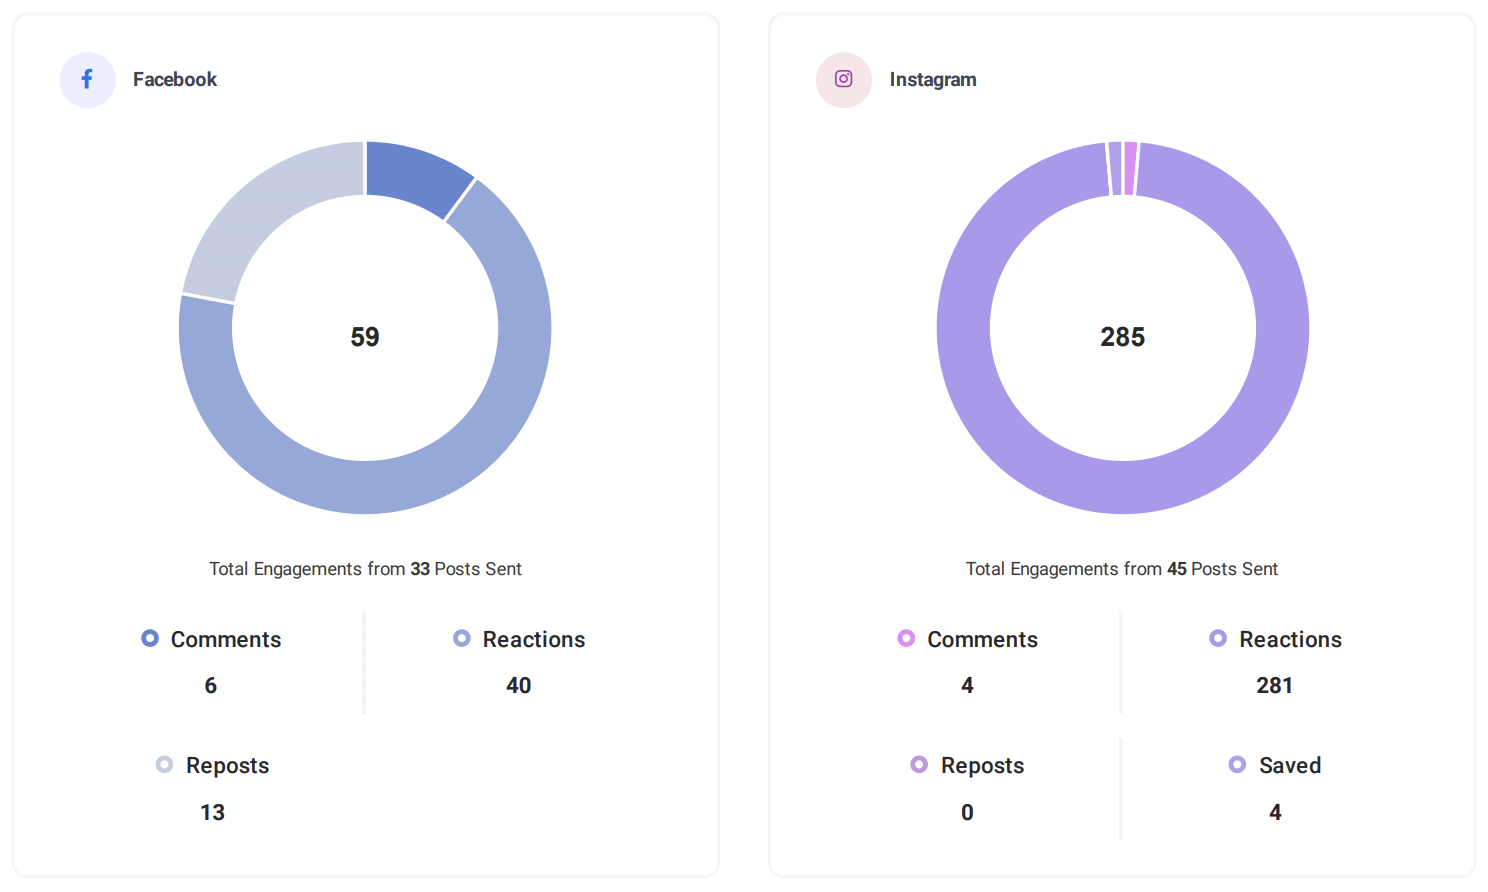 Facebook
59
Total Engagements from 33 Posts Sent
Comments
6
Reactions
40
Reposts
13
Instagram
285
Total Engagements from 45 Posts Sent
Comments
4
Reactions
281
Reposts
0
Saved
4